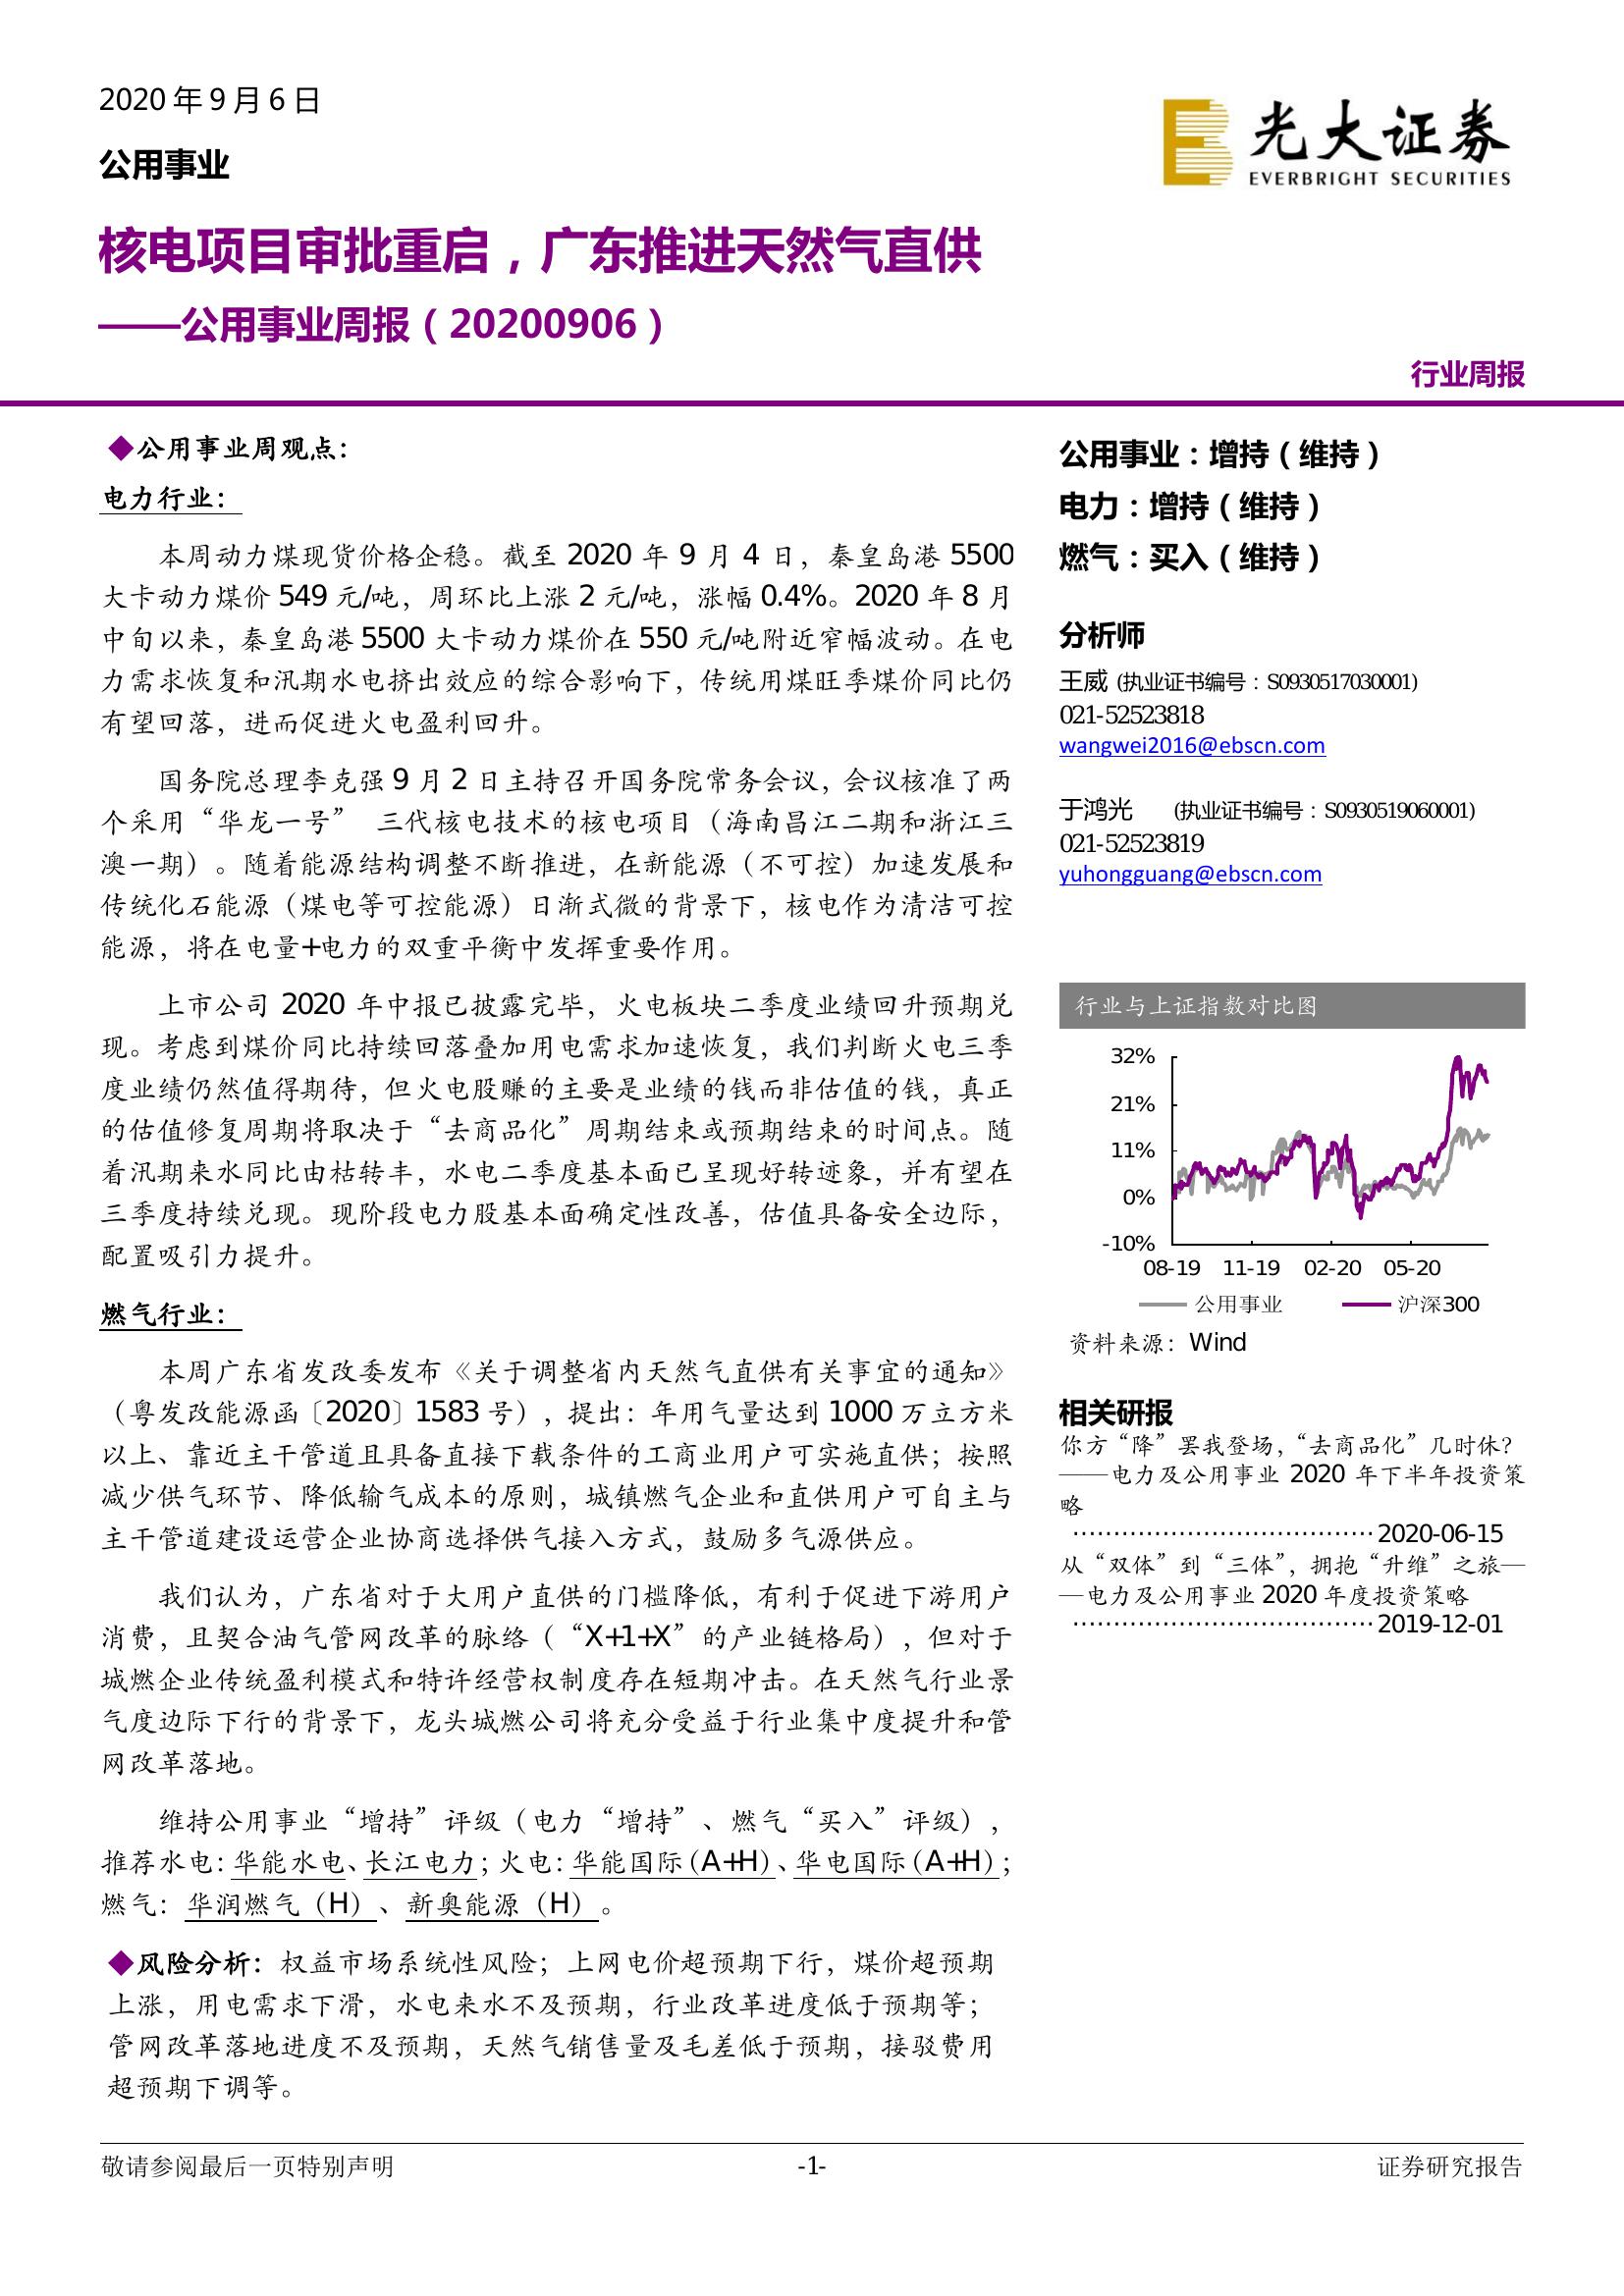 2020 年 9 月 6 日
公用事业
光大证券
EVERBRIGHT SECURITIES
核电项目审批重启，广东推进天然气直供
——公用事业周报（20200906）
行业周报
◆公用事业周观点：
电力行业：
本周动力煤现货价格企稳。截至 2020 年 9 月 4 日，秦皇岛港 5500
大卡动力煤价 549 元/吨，周环比上涨 2 元/吨，涨幅 0.4%。2020 年 8 月
中旬以来，秦皇岛港 5500 大卡动力煤价在 550 元/吨附近窄幅波动。在电
力需求恢复和汛期水电挤出效应的综合影响下，传统用煤旺季煤价同比仍
有望回落，进而促进火电盈利回升。
国务院总理李克强 9 月 2 日主持召开国务院常务会议，会议核准了两
个采用“华龙一号” 三代核电技术的核电项目（海南昌江二期和浙江三
澳一期）。随着能源结构调整不断推进，在新能源（不可控）加速发展和
传统化石能源（煤电等可控能源）日渐式微的背景下，核电作为清洁可控
能源，将在电量+电力的双重平衡中发挥重要作用。
上市公司 2020 年中报已披露完毕，火电板块二季度业绩回升预期兑
现。考虑到煤价同比持续回落叠加用电需求加速恢复，我们判断火电三季
度业绩仍然值得期待，但火电股赚的主要是业绩的钱而非估值的钱，真正
的估值修复周期将取决于“去商品化”周期结束或预期结束的时间点。随
着汛期来水同比由枯转丰，水电二季度基本面已呈现好转迹象，并有望在
三季度持续兑现。现阶段电力股基本面确定性改善，估值具备安全边际，
配置吸引力提升。
燃气行业：
本周广东省发改委发布《关于调整省内天然气直供有关事宜的通知》
（粤发改能源函〔2020〕1583 号），提出：年用气量达到 1000 万立方米
以上、靠近主干管道且具备直接下载条件的工商业用户可实施直供；按照
减少供气环节、降低输气成本的原则，城镇燃气企业和直供用户可自主与
主干管道建设运营企业协商选择供气接入方式，鼓励多气源供应。
我们认为，广东省对于大用户直供的门槛降低，有利于促进下游用户
消费，且契合油气管网改革的脉络（“X+1+X”的产业链格局），但对于
城燃企业传统盈利模式和特许经营权制度存在短期冲击。在天然气行业景
气度边际下行的背景下，龙头城燃公司将充分受益于行业集中度提升和管
网改革落地。
维持公用事业“增持”评级（电力“增持”、燃气“买入”评级），
推荐水电：华能水电、长江电力；火电：华能国际（A+H）、华电国际（A+H）；
燃气：华润燃气（H）、新奥能源（H）。
◆风险分析：权益市场系统性风险；上网电价超预期下行，煤价超预期
上涨，用电需求下滑，水电来水不及预期，行业改革进度低于预期等；
管网改革落地进度不及预期，天然气销售量及毛差低于预期，接驳费用
超预期下调等。
公用事业：增持（维持）
电力：增持（维持）
燃气：买入（维持）
分析师
王威 (执业证书编号：S0930517030001)
021-52523818
wangwei2016@ebscn.com
于鸿光 (执业证书编号：S0930519060001)
021-52523819
yuhongguang@ebscn.com
行业与上证指数对比图
32%
21%
11%
0%
-10%
08-19 11-19 02-20 05-20
公用事业 沪深300
资料来源：Wind
相关研报
你方“降”罢我登场，“去商品化”几时休？
——电力及公用事业 2020 年下半年投资策
略
····································· 2020-06-15
从“双体”到“三体”，拥抱“升维”之旅—
—电力及公用事业 2020 年度投资策略
····································· 2019-12-01
敬请参阅最后一页特别声明 -1- 证券研究报告